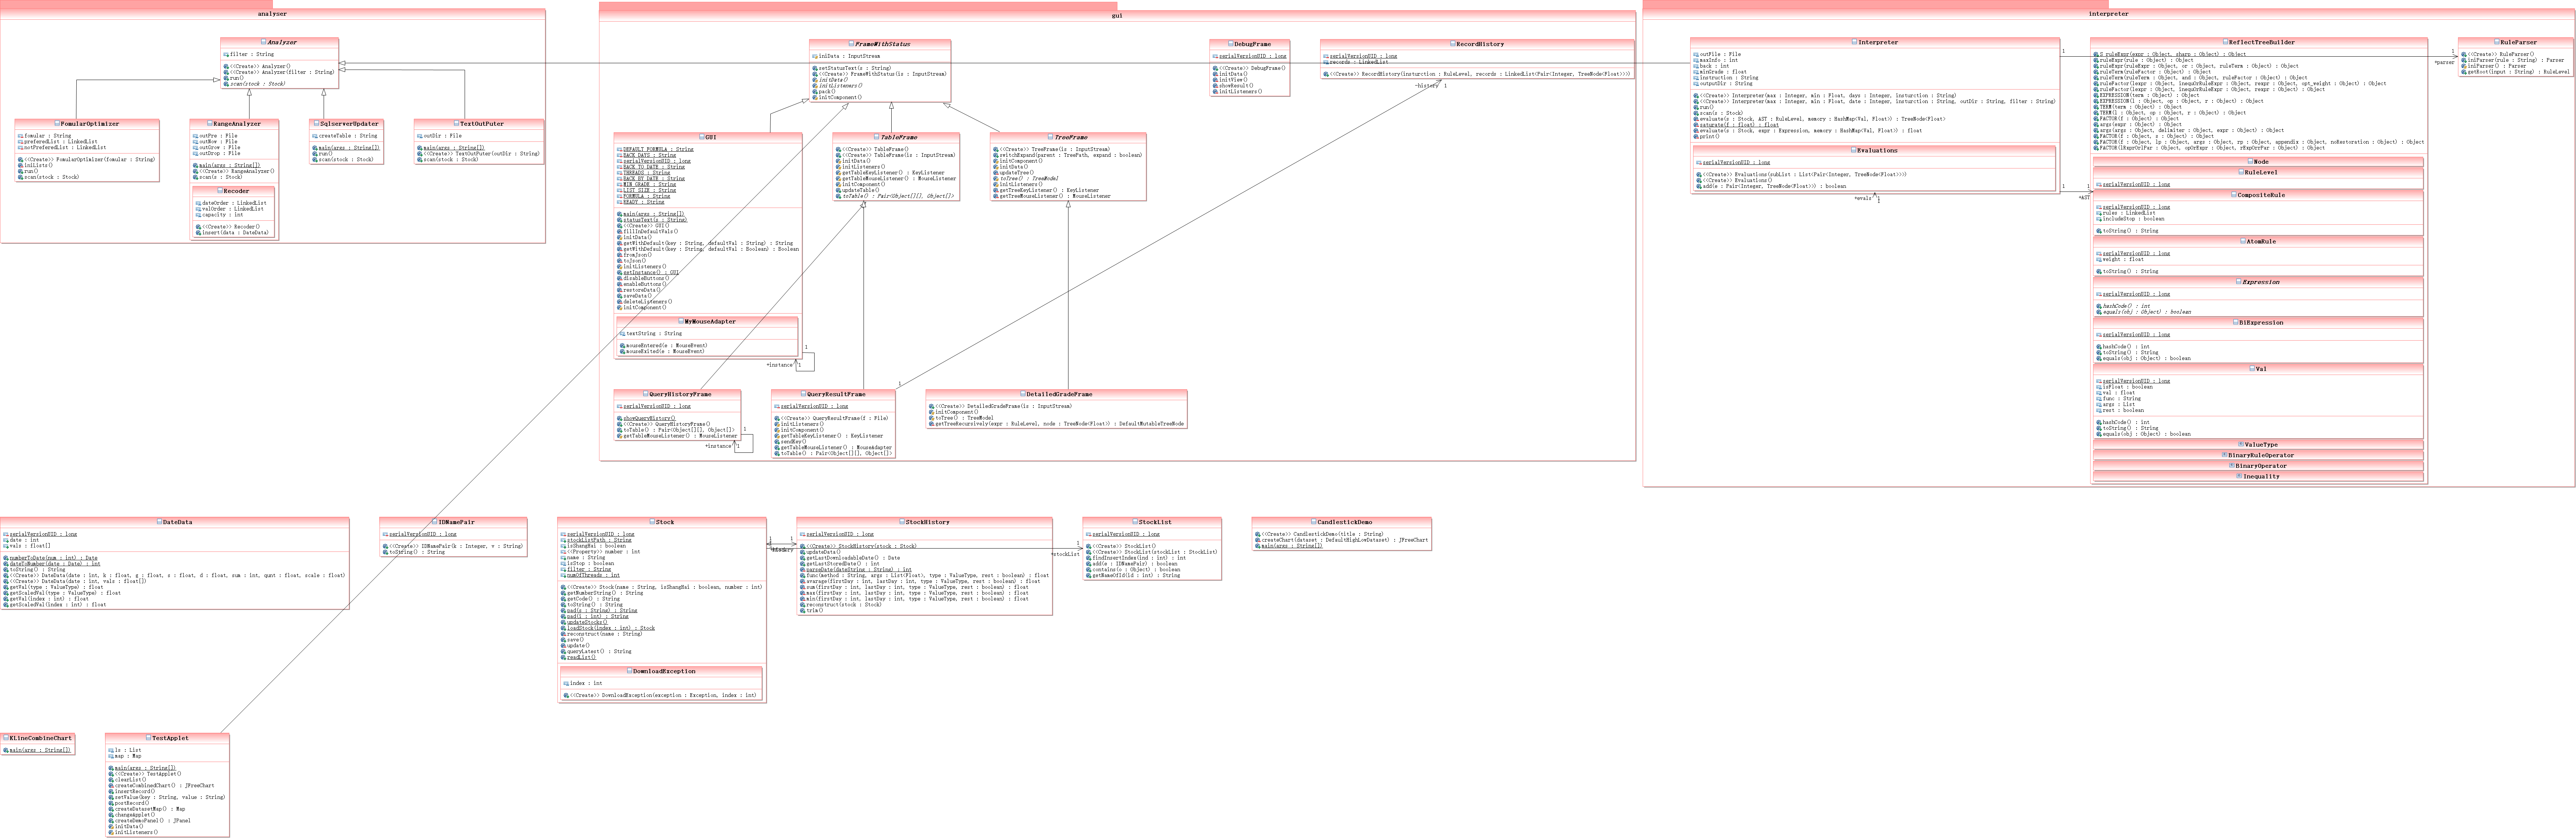 analyser
Analyzer
filter : String
<<Create>> Analyzer()
<<Create>> Analyzer(filter : String)
run()
scan(stock : Stock)
FomularOptimizer
fomular : String
preferedList : LinkedList
notPreferedList : LinkedList
<<Create>> FomularOptimizer(fomular : String)
initLists()
run()
scan(stock : Stock)
RangeAnalyzer
outPre : File
outNow : File
outGrow : File
outDrop : File
main(args : String[])
<<Create>> RangeAnalyzer()
scan(s : Stock)
Recoder
dateOrder : LinkedList
valOrder : LinkedList
capacity : int
<<Create>> Recoder()
insert(data : DateData)
SqlserverUpdater
createTable : String
main(args : String[])
run()
scan(stock : Stock)
TextOutPuter
outDir : File
main(args : String[])
<<Create>> TextOutPuter(outDir : String)
scan(stock : Stock)
gui
FrameWithStatus
iniData : InputStream
setStatusText(s : String)
<<Create>> FrameWithStatus(is : InputStream)
initData()
initListeners()
pack()
initComponent()
DebugFrame
serialVersionUID : long
<<Create>> DebugFrame()
initData()
initView()
showResult()
initListeners()
RecordHistory
serialVersionUID : long
records : LinkedList
<<Create>> RecordHistory(insturction : RuleLevel, records : LinkedList(Pair(Integer, TreeNode(Float))))
-history 1
GUI
DEFAULT_FORMULA : String
BACK_DAYS : String
serialVersionUID : long
BACK_TO_DATE : String
THREADS : String
BACK_BY_DATE : String
MIN_GRADE : String
LIST_SIZE : String
FORMULA : String
READY : String
main(args : String[])
statusText(s : String)
<<Create>> GUI()
fillInDefaultVals()
initData()
getWithDefault(key : String, defaultVal : String) : String
getWithDefault(key : String, defaultVal : Boolean) : Boolean
fromJson()
toJson()
initListeners()
getInstance() : GUI
disableButtons()
enableButtons()
restoreData()
saveData()
deleteListeners()
initComponent()
MyMouseAdapter
textString : String
mouseEntered(e : MouseEvent)
mouseExited(e : MouseEvent)
1
*instance 1
TableFrame
<<Create>> TableFrame()
<<Create>> TableFrame(is : InputStream)
initData()
initListeners()
getTableKeyListener() : KeyListener
getTableMouseListener() : MouseListener
initComponent()
updateTable()
toTable() : Pair<Object[][], Object[]>
TreeFrame
<<Create>> TreeFrame(is : InputStream)
switchExpand(parent : TreePath, expand : boolean)
initComponent()
initData()
updateTree()
toTree() : TreeModel
initListeners()
getTreeKeyListener() : KeyListener
getTreeMouseListener() : MouseListener
QueryHistoryFrame
serialVersionUID : long
showQueryHistory()
<<Create>> QueryHistoryFrame()
toTable() : Pair<Object[][], Object[]>
getTableMouseListener() : MouseListener
1
*instance 1
QueryResultFrame
serialVersionUID : long
<<Create>> QueryResultFrame(f : File)
initListeners()
initComponent()
getTableKeyListener() : KeyListener
sendKey()
getTableMouseListener() : MouseAdapter
toTable() : Pair<Object[][], Object[]>
1
DetailedGradeFrame
<<Create>> DetailedGradeFrame(is : InputStream)
initComponent()
toTree() : TreeModel
getTreeRecursively(expr : RuleLevel, node : TreeNode(Float)) : DefaultMutableTreeNode
interpreter
Interpreter
outFile : File
maxInfo : int
back : int
minGrade : float
instruction : String
outputDir : String
<<Create>> Interpreter(max : Integer, min : Float, days : Integer, insturction : String)
<<Create>> Interpreter(max : Integer, min : Float, date : Integer, insturction : String, outDir : String, filter : String)
run()
scan(s : Stock)
evaluate(s : Stock, AST : RuleLevel, memory : HashMap(Val, Float)) : TreeNode(Float)
saturate(f : float) : float
evaluate(s : Stock, expr : Expression, memory : HashMap(Val, Float)) : float
print()
Evaluations
serialVersionUID : long
<<Create>> Evaluations(subList : List(Pair(Integer, TreeNode(Float))))
<<Create>> Evaluations()
add(e : Pair(Integer, TreeNode(Float))) : boolean
*evals 1
1
1
*parser
1
1
*AST
ReflectTreeBuilder
S_ruleExpr(expr : Object, sharp : Object) : Object
ruleExpr(rule : Object) : Object
ruleExpr(ruleExpr : Object, or : Object, ruleTerm : Object) : Object
ruleTerm(ruleFactor : Object) : Object
ruleTerm(ruleTerm : Object, and : Object, ruleFactor : Object) : Object
ruleFactor(lexpr : Object, inequOrRuleExpr : Object, rexpr : Object, opt_weight : Object) : Object
ruleFactor(lexpr : Object, inequOrRuleExpr : Object, rexpr : Object) : Object
EXPRESSION(term : Object) : Object
EXPRESSION(l : Object, op : Object, r : Object) : Object
TERM(term : Object) : Object
TERM(l : Object, op : Object, r : Object) : Object
FACTOR(f : Object) : Object
args(expr : Object) : Object
args(args : Object, dalimiter : Object, expr : Object) : Object
FACTOR(f : Object, s : Object) : Object
FACTOR(f : Object, lp : Object, args : Object, rp : Object, appendix : Object, noRestoration : Object) : Object
FACTOR(lExprOrlPar : Object, opOrExpr : Object, rExpOrrPar : Object) : Object
Node
RuleLevel
serialVersionUID : long
CompositeRule
serialVersionUID : long
rules : LinkedList
includeStop : boolean
toString() : String
AtomRule
serialVersionUID : long
weight : float
toString() : String
Expression
serialVersionUID : long
hashCode() : int
equals(obj : Object) : boolean
BiExpression
serialVersionUID : long
hashCode() : int
toString() : String
equals(obj : Object) : boolean
Val
serialVersionUID : long
isFloat : boolean
val : float
func : String
args : List
rest : boolean
hashCode() : int
toString() : String
equals(obj : Object) : boolean
ValueType
BinaryRuleOperator
BinaryOperator
Inequality
RuleParser
<<Create>> RuleParser()
iniParser(rule : String) : Parser
iniParser() : Parser
getRoot(input : String) : RuleLevel
DateData
serialVersionUID : long
date : int
vals : float[]
numberToDate(num : int) : Date
dateToNumber(date : Date) : int
toString() : String
<<Create>> DateData(date : int, k : float, g : float, s : float, d : float, sum : int, qunt : float, scale : float)
<<Create>> DateData(date : int, vals : float[])
getVal(type : ValueType) : float
getScaledVal(type : ValueType) : float
getVal(index : int) : float
getScaledVal(index : int) : float
IDNamePair
serialVersionUID : long
<<Create>> IDNamePair(k : Integer, v : String)
toString() : String
Stock
serialVersionUID : long
stockListPath : String
isShangHai : boolean
<<Property>> number : int
name : String
isStop : boolean
filter : String
numOfThreads : int
<<Create>> Stock(name : String, isShangHai : boolean, number : int)
getNumberString() : String
getCode() : String
toString() : String
pad(s : String) : String
pad(i : int) : String
updateStocks()
loadStock(index : int) : Stock
reconstruct(name : String)
save()
update()
queryLatest() : String
readList()
DownloadException
index : int
<<Create>> DownloadException(exception : Exception, index : int)
StockHistory
serialVersionUID : long
<<Create>> StockHistory(stock : Stock)
updateData()
getLastDownloadableDate() : Date
getLastStoredDate() : int
parseDate(dateString : String) : int
func(method : String, args : List(Float), type : ValueType, rest : boolean) : float
average(firstDay : int, lastDay : int, type : ValueType, rest : boolean) : float
sum(firstDay : int, lastDay : int, type : ValueType, rest : boolean) : float
max(firstDay : int, lastDay : int, type : ValueType, rest : boolean) : float
min(firstDay : int, lastDay : int, type : ValueType, rest : boolean) : float
reconstruct(stock : Stock)
trim()
1
*stockList
StockList
serialVersionUID : long
<<Create>> StockList()
<<Create>> StockList(stockList : StockList)
findInsertIndex(ind : int) : int
add(e : IDNamePair) : boolean
contains(o : Object) : boolean
getNameOfId(id : int) : String
CandlestickDemo
<<Create>> CandlestickDemo(title : String)
createChart(dataset : DefaultHighLowDataset) : JFreeChart
main(args : String[])
KLineCombineChart
main(args : String[])
TestApplet
ls : List
map : Map
main(args : String[])
<<Create>> TestApplet()
clearList()
createCombinedChart() : JFreeChart
insertRecord()
setValue(key : String, value : String)
postRecord()
createDatasetMap() : Map
changeApplet()
createDemoPanel() : JPanel
initData()
initListeners()